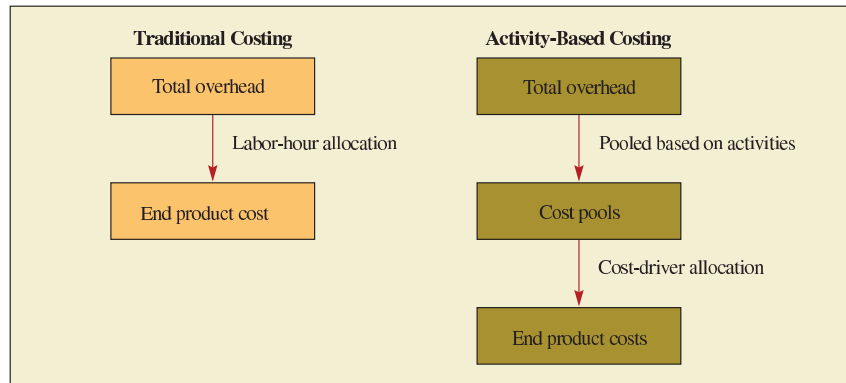 Traditional Costing
Total overhead
Labor-hour allocation
End product cost
Activity-Based Costing
Total overhead
Pooled based on activities
Cost pools
Cost-driver allocation
End product costs